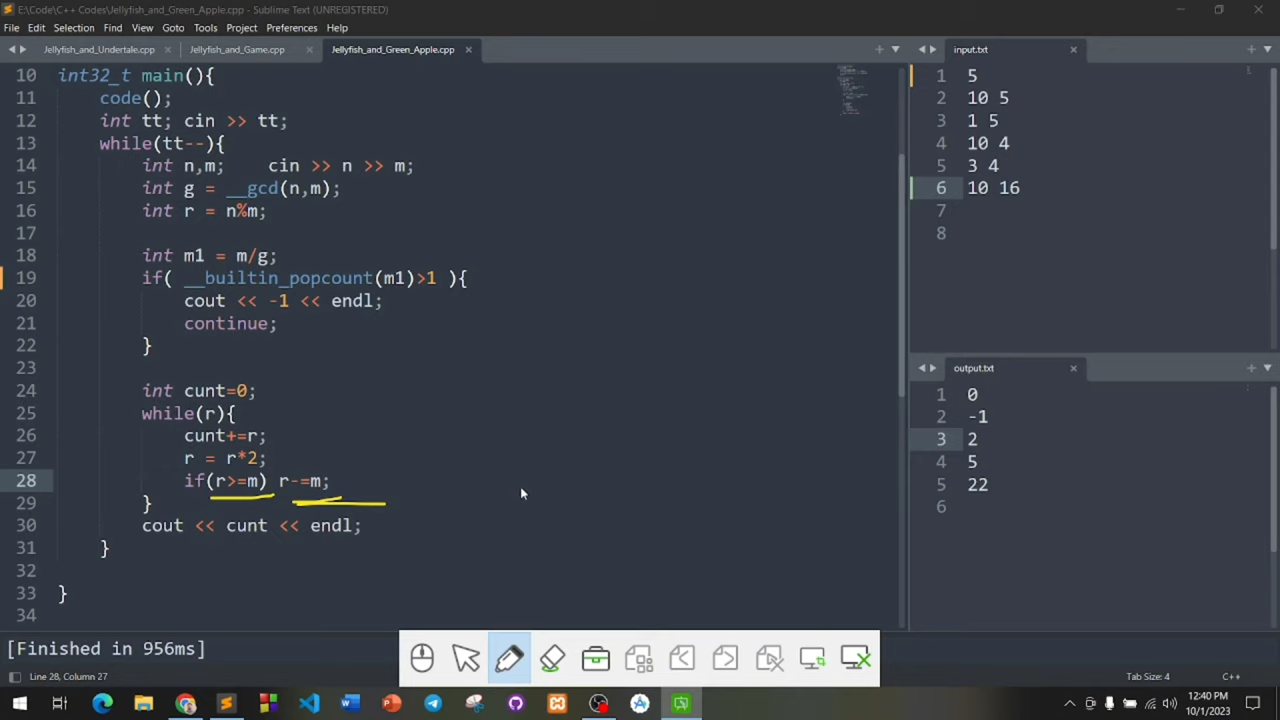 E:\Code\C++ Codes\Jellyfish_and_Green_Apple.cpp - Sublime Text (UNREGISTERED)
File Edit Selection Find View Goto Tools Project Preferences Help
Jellyfish_and_Undertale.cpp Jellyfish_and_Game.cpp Jellyfish_and_Green_Apple.cpp
10 int32_t main(){
11 code();
12 int tt; cin >> tt;
13 while(tt--){
14 int n,m; cin >> n >> m;
15 int g = __gcd(n,m);
16 int r = n%m;
17
18 int m1 = m/g;
19 if( __builtin_popcount(m1)>1 ){
20 cout << -1 << endl;
21 continue;
22 }
23
24 int cunt=0;
25 while(r){
26 cunt+=r;
27 r = r*2;
28 if(r>=m) r-=m;
29 }
30 cout << cunt << endl;
31 }
32
33 }
34
input.txt
1 5
2 10 5
3 1 5
4 10 4
5 3 4
6 10 16
7
8
output.txt
1 0
2 -1
3 2
4 5
5 22
6
[Finished in 956ms]
Line 28, Column 27
Tab Size: 4 C++
12:40 PM
10/1/2023